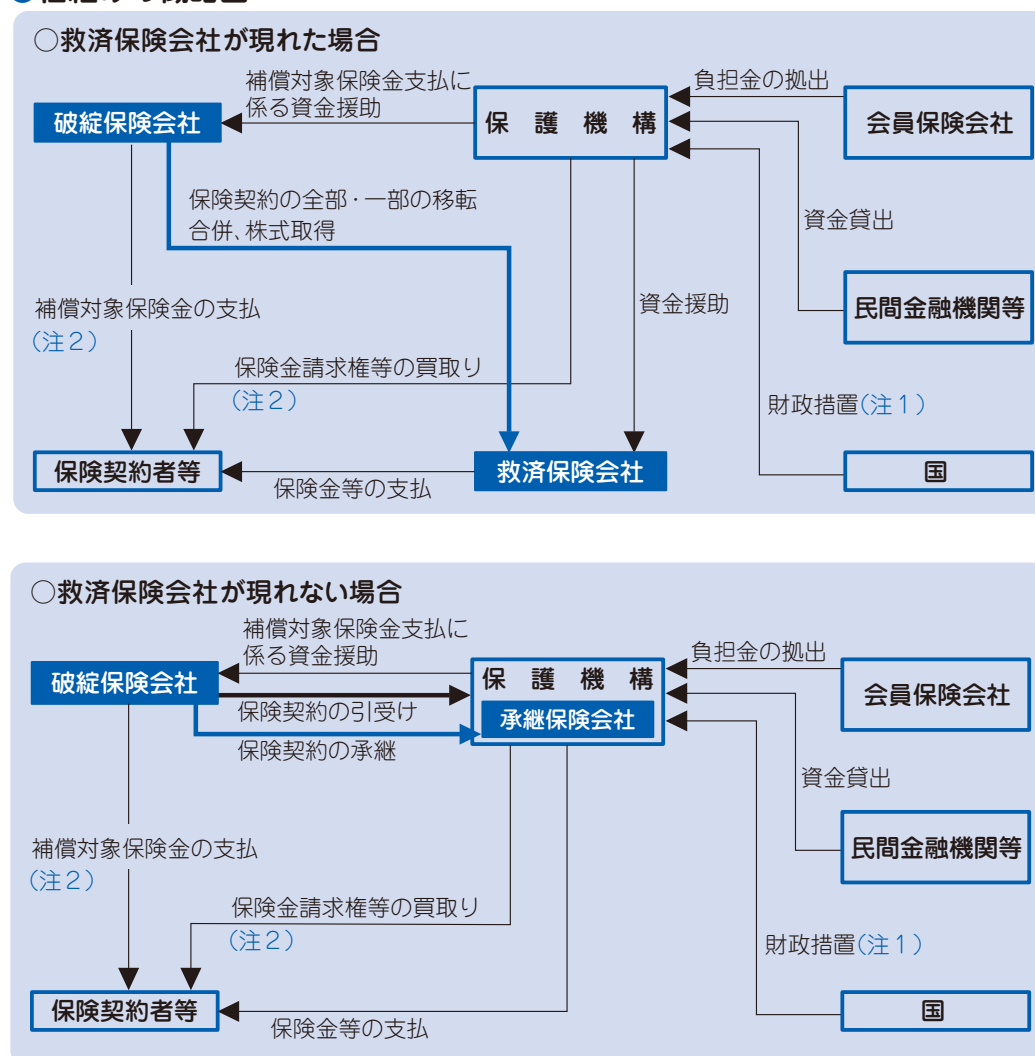 ○救済保険会社が現れた場合
補償対象保険金支払に
係る資金援助
負担金の拠出
破綻保険会社
保護機構
会員保険会社
保険契約の全部・一部の移転
合併、株式取得
資金貸出
補償対象保険金の支払
(注2)
資金援助
民間金融機関等
保険金請求権等の買取り
(注2)
財政措置(注1)
保険契約者等
保険金等の支払
救済保険会社
国
○救済保険会社が現れない場合
補償対象保険金支払に
係る資金援助
負担金の拠出
破綻保険会社
保護機構
会員保険会社
保険契約の引受け
承継保険会社
保険契約の承継
資金貸出
補償対象保険金の支払
(注2)
民間金融機関等
保険金請求権等の買取り
(注2)
財政措置(注1)
保険契約者等
保険金等の支払
国